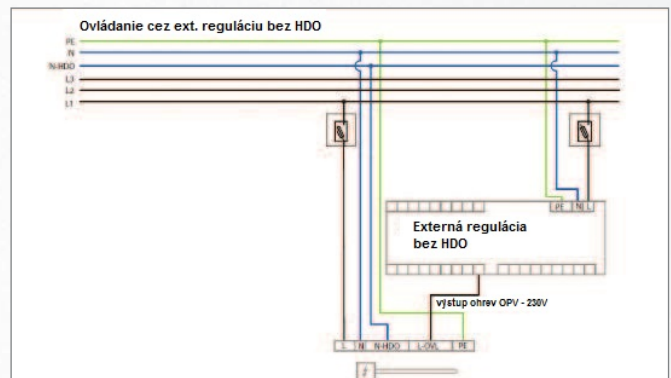 Ovládanie cez ext. reguláciu bez HDO
PE
N
N-HDO
L3
L2
L1
PE N L
Externá regulácia
bez HDO
výstup ohrev OPV - 230V
L N N-HDO L-OVL PE